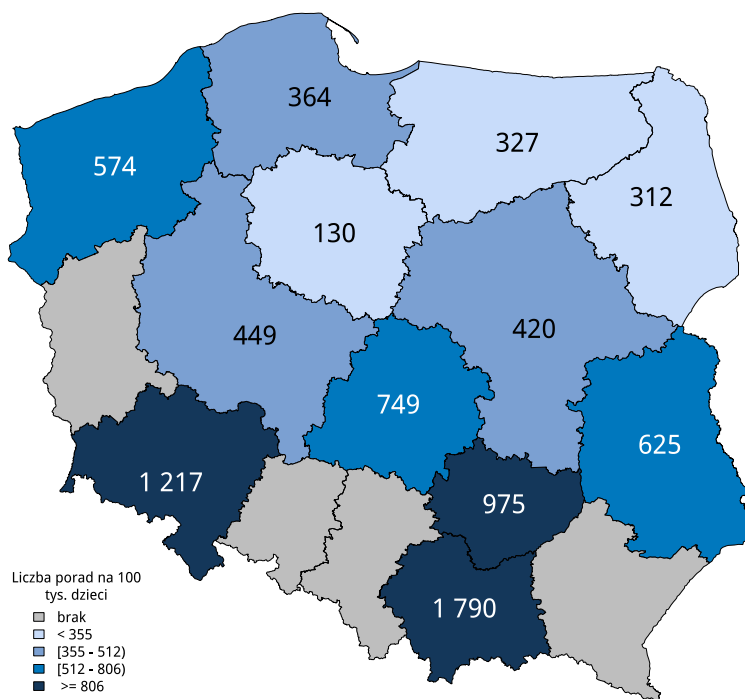 364
327
574
312
130
449
420
749
625
1 217
975
1 790
Liczba porad na 100
tys. dzieci
brak
< 355
[355 - 512)
[512 - 806)
>= 806